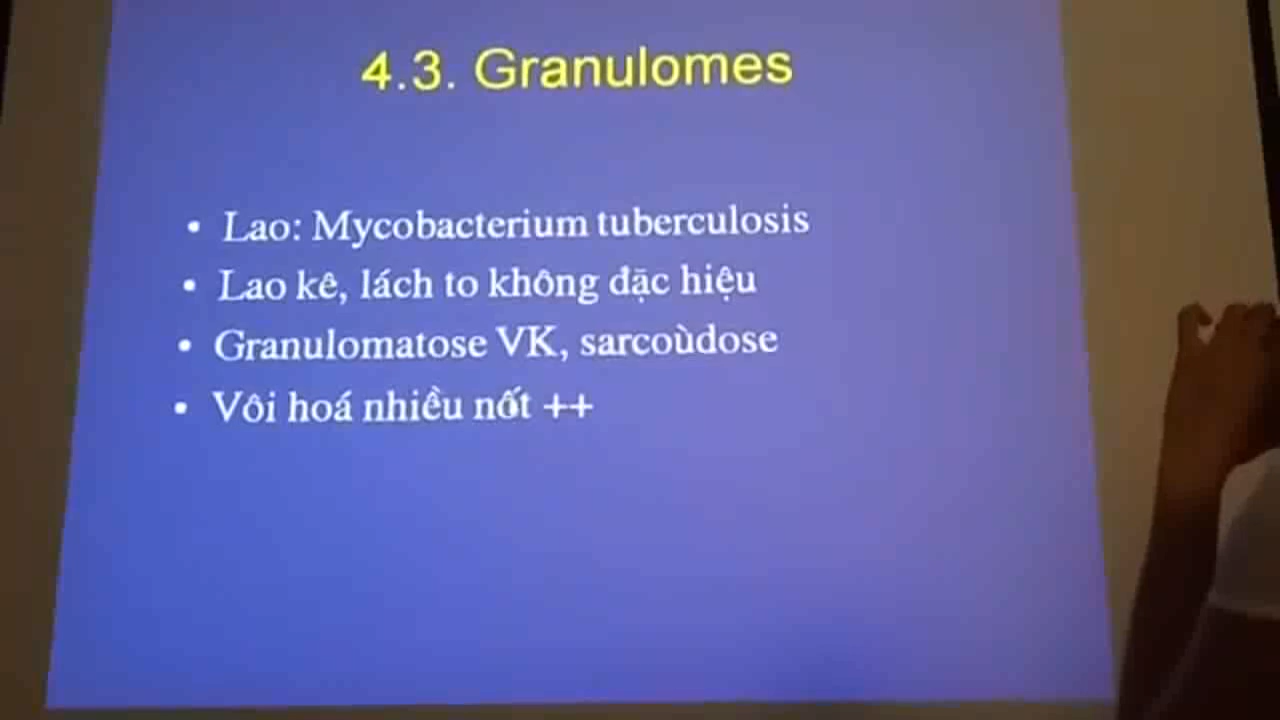 4.3. Granulomes
• Lao: Mycobacterium tuberculosis
• Lao kê, lách to không đặc hiệu
• Granulomatose VK, sarcoùdose
• Vôi hoá nhiều nốt ++